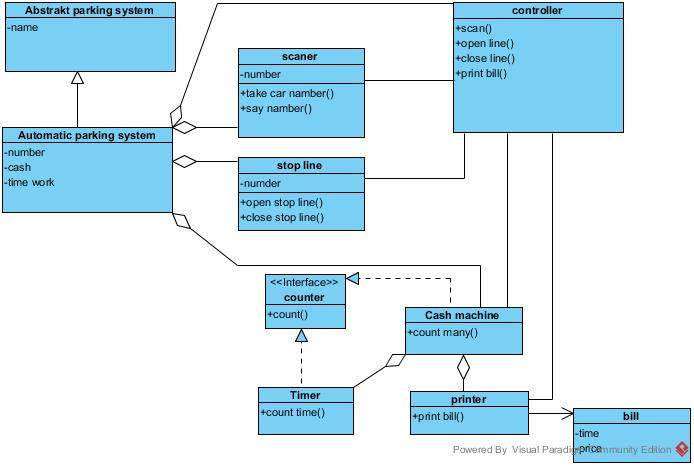 Abstrakt parking system
-name
controller
+scan()
+open line()
+close line()
+print bill()
scaner
-number
+take car namber()
+say namber()
Automatic parking system
-number
-cash
-time work
stop line
-numder
+open stop line()
+close stop line()
<<Interface>>
counter
+count()
Cash machine
+count many()
Timer
+count time()
printer
+print bill()
bill
-time
-price
Powered By Visual Paradigm Community Edition